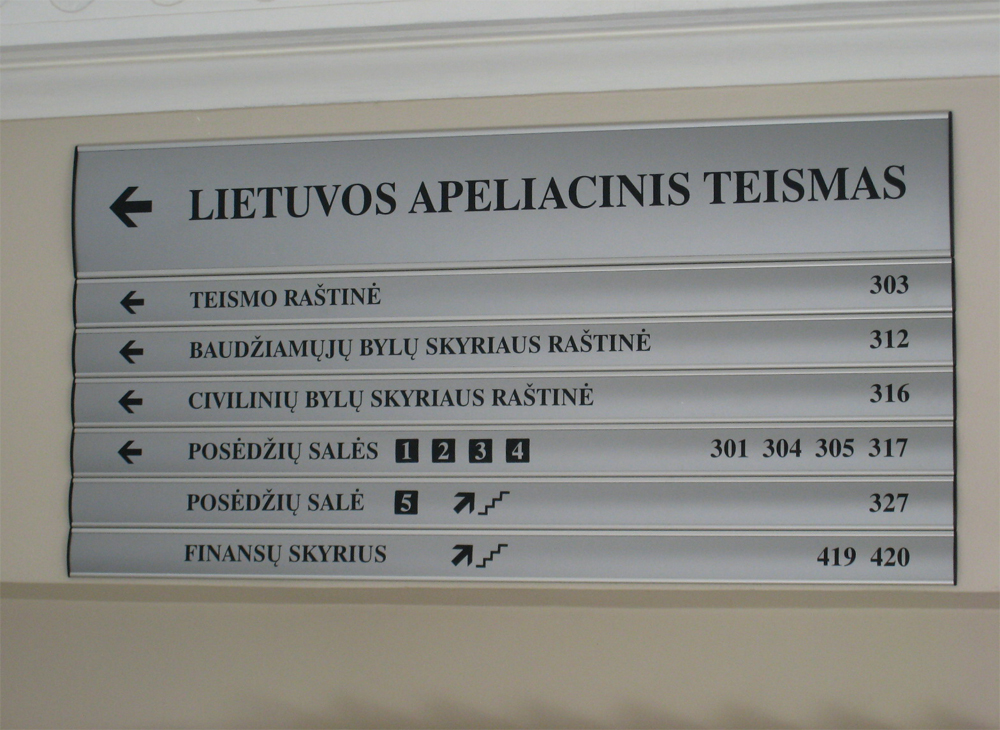 LIETUVOS APELIACINIS TEISMAS
TEISMO RAŠTINĖ 303
BAUDŽIAMŲJŲ BYLŲ SKYRIAUS RAŠTINĖ 312
CIVILINIŲ BYLŲ SKYRIAUS RAŠTINĖ 316
POSĖDŽIŲ SALĖS 1 2 3 4 301 304 305 317
POSĖDŽIŲ SALĖ 5 327
FINANSŲ SKYRIUS 419 420